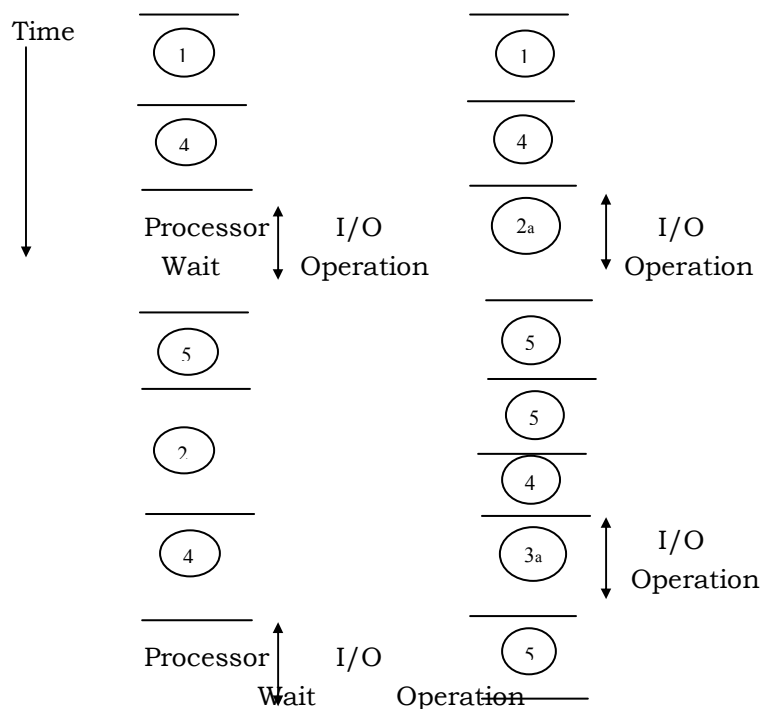 Time
1
1
4
4
Processor I/O
Wait Operation
2a
I/O
Operation
5
5
2
5
4
4
3a
I/O
Operation
Processor I/O
Wait Operation
5